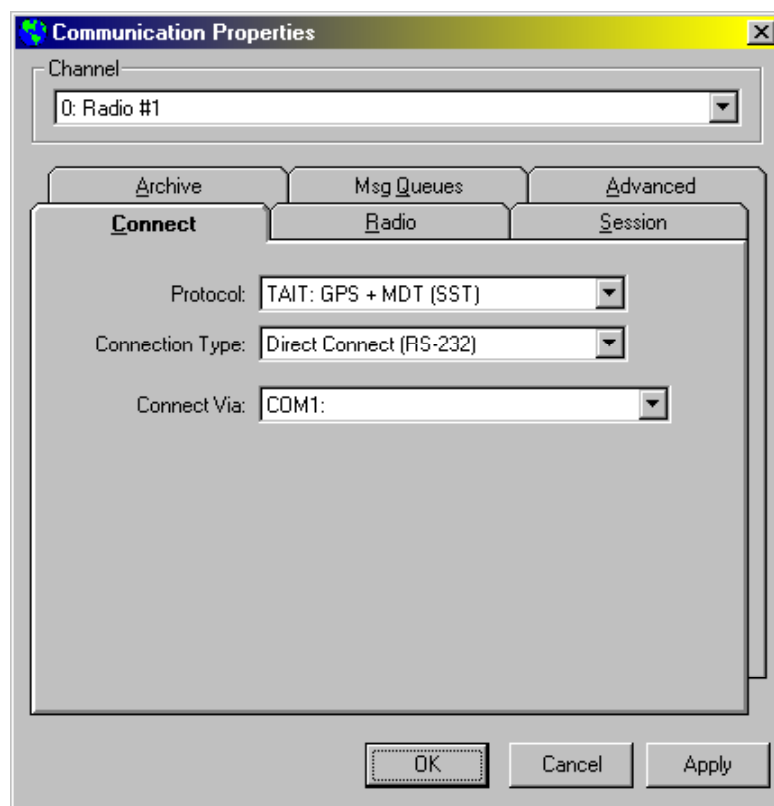 Communication Properties
Channel
0: Radio #1
Archive Msg Queues Advanced
Connect Radio Session
Protocol: TAIT: GPS + MDT (SST)
Connection Type: Direct Connect (RS-232)
Connect Via: COM1:
OK Cancel Apply